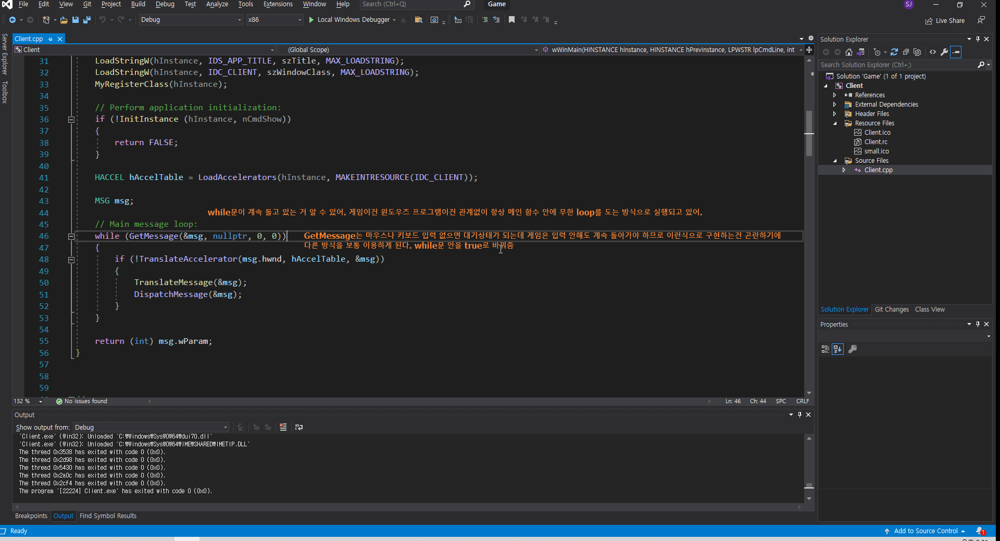 File Edit View Git Project Build Debug Test Analyze Tools Extensions Window Help Search (Ctrl+Q) Game SJ
Debug x86 Local Windows Debugger Live Share
Server Explorer
Toolbox
Client.cpp
Client (Global Scope) wWinMain(HINSTANCE hInstance, HINSTANCE hPrevInstance, LPWSTR lpCmdLine, int
31 LoadStringW(hInstance, IDS_APP_TITLE, szTitle, MAX_LOADSTRING);
32 LoadStringW(hInstance, IDC_CLIENT, szWindowClass, MAX_LOADSTRING);
33 MyRegisterClass(hInstance);
34
35 // Perform application initialization:
36 if (!InitInstance (hInstance, nCmdShow))
37 {
38 return FALSE;
39 }
40
41 HACCEL hAccelTable = LoadAccelerators(hInstance, MAKEINTRESOURCE(IDC_CLIENT));
42
43 MSG msg;
44 while문이 계속 돌고 있는 거 알 수 있어. 게임이건 윈도우즈 프로그램이건 관계없이 항상 메인 함수 안에 무한 loop를 도는 방식으로 실행되고 있어.
45 // Main message loop:
46 while (GetMessage(&msg, nullptr, 0, 0)) GetMessage는 마우스나 키보드 입력 없으면 대기상태가 되는데 게임은 입력 안해도 계속 돌아가야 하므로 이런식으로 구현하는건 곤란하기에
47 { 다른 방식을 보통 이용하게 된다. while문 안을 true로 바꿔줌
48 if (!TranslateAccelerator(msg.hwnd, hAccelTable, &msg))
49 {
50 TranslateMessage(&msg);
51 DispatchMessage(&msg);
52 }
53 }
54
55 return (int) msg.wParam;
56 }
57
58
59
132 % No issues found Ln: 46 Ch: 44 SPC CRLF
Output
Show output from: Debug
'Client.exe' (Win32): Unloaded 'C:₩Windows₩SysWOW64₩dui70.dll'
'Client.exe' (Win32): Unloaded 'C:₩Windows₩SysWOW64₩IME₩SHARED₩IMETIP.DLL'
The thread 0x3538 has exited with code 0 (0x0).
The thread 0x2d98 has exited with code 0 (0x0).
The thread 0x5430 has exited with code 0 (0x0).
The thread 0x2a0c has exited with code 0 (0x0).
The thread 0x2cf4 has exited with code 0 (0x0).
The program '[22224] Client.exe' has exited with code 0 (0x0).
Breakpoints Output Find Symbol Results
Solution Explorer
Search Solution Explorer (Ctrl+;)
Solution 'Game' (1 of 1 project)
Client
References
External Dependencies
Header Files
Resource Files
Client.ico
Client.rc
small.ico
Source Files
Client.cpp
Solution Explorer Git Changes Class View
Properties
Ready Add to Source Control 1